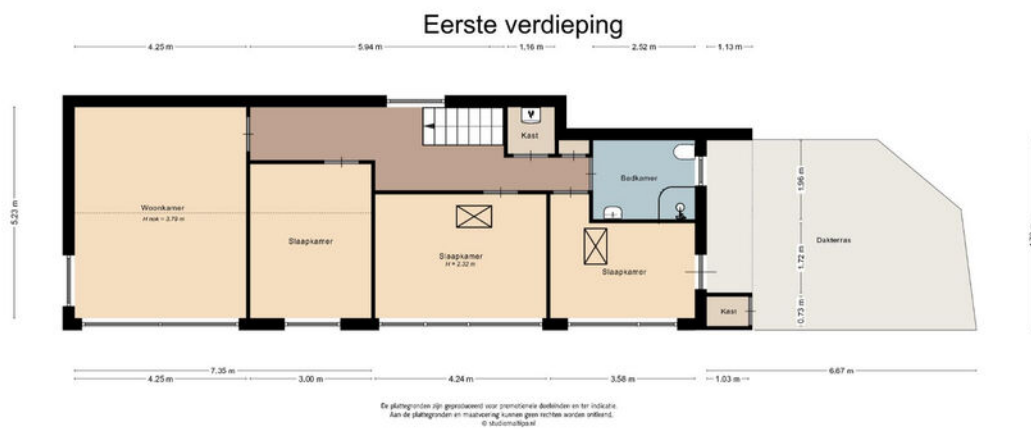 Eerste verdieping
4.25 m 5.94 m 1.16 m 2.52 m 1.13 m
Kast
Badkamer
1.96 m
5.23 m
Woonkamer
H max = 3.70 m
Slaapkamer
Slaapkamer
H = 2.32 m
Slaapkamer
1.72 m
Dakterras
Kast
0.73 m
7.35 m
4.25 m 3.00 m 4.24 m 3.58 m 1.03 m 6.67 m
De plattegronden zijn geproduceerd voor promotionele doeleinden en ter indicatie.
Aan de plattegronden en maatvoering kunnen geen rechten worden ontleend.